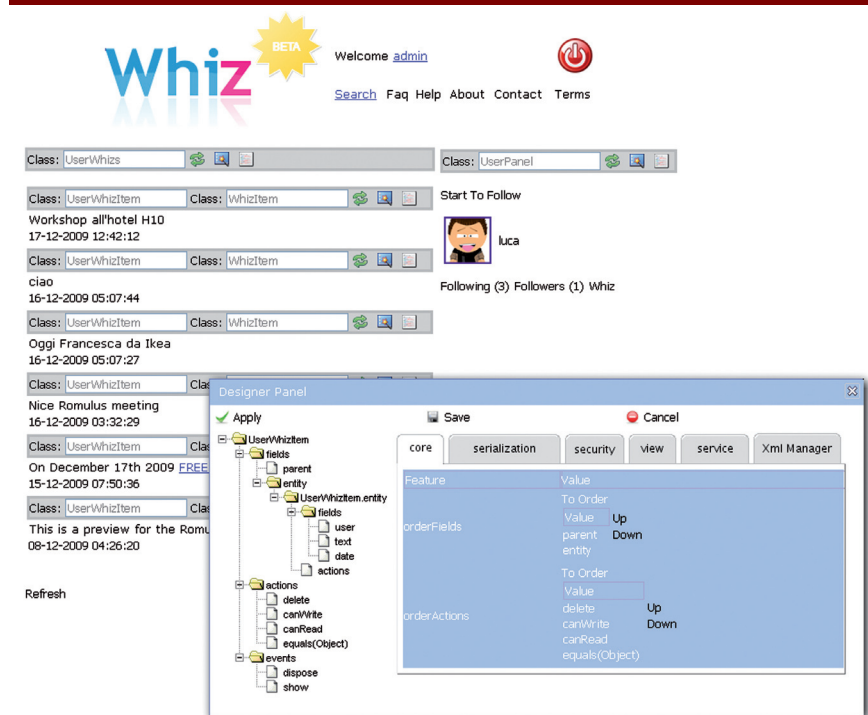 Whiz
BETA
Welcome admin
Search Faq Help About Contact Terms
Class: UserWhizs
Class: UserPanel
Class: UserWhizItem Class: WhizItem
Workshop all'hotel H10
17-12-2009 12:42:12
Class: UserWhizItem Class: WhizItem
ciao
16-12-2009 05:07:44
Class: UserWhizItem Class: WhizItem
Oggi Francesca da Ikea
16-12-2009 05:07:27
Class: UserWhizItem Clas
Nice Romulus meeting
16-12-2009 03:32:29
Class: UserWhizItem Clas
On December 17th 2009 FREE
15-12-2009 07:50:36
Class: UserWhizItem Clas
This is a preview for the Romu
08-12-2009 04:26:20
Refresh
Start To Follow
luca
Following (3) Followers (1) Whiz
Designer Panel
Apply Save Cancel
UserWhizItem
fields
parent
entity
UserWhizItem.entity
fields
user
text
date
actions
actions
delete
canWrite
canRead
equals(Object)
events
dispose
show
core serialization security view service Xml Manager
Feature Value
orderFields
To Order
Value Up
parent Down
entity
orderActions
To Order
Value
delete Up
canWrite Down
canRead
equals(Object)